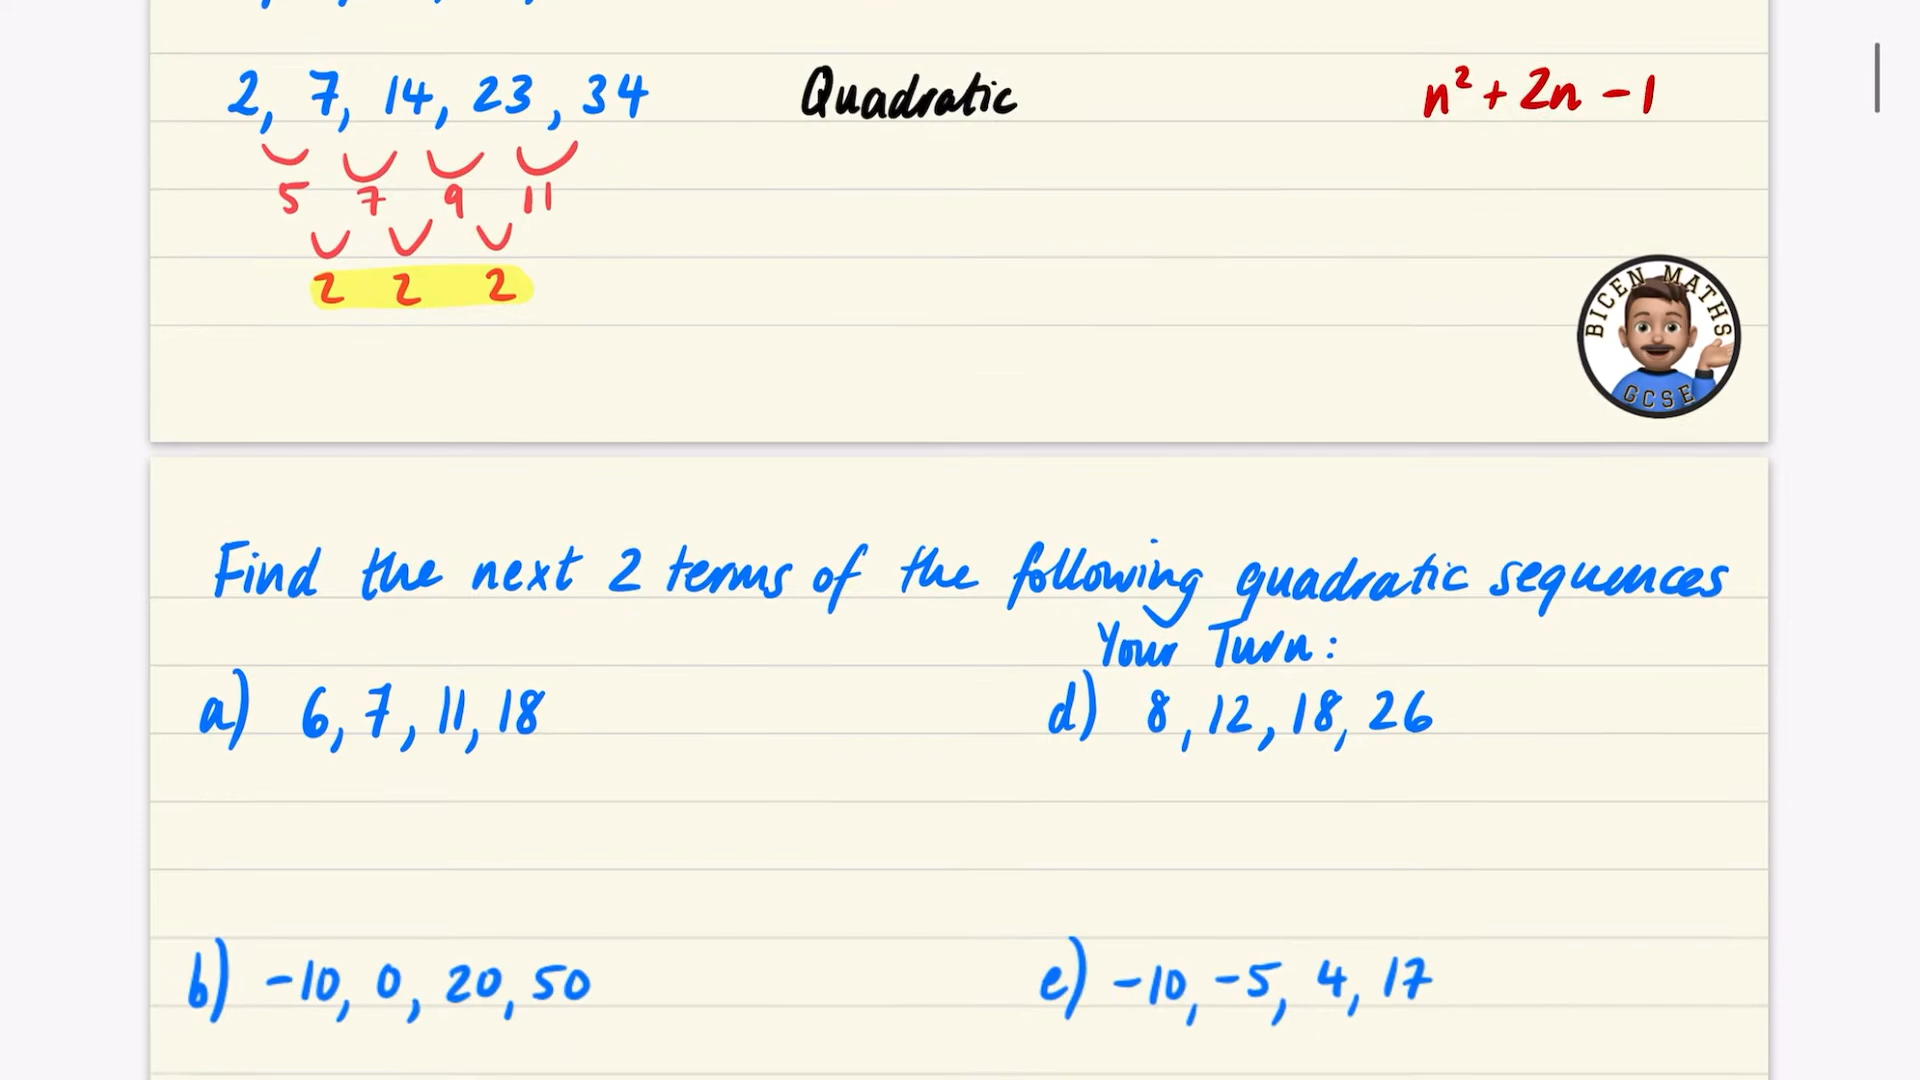 2, 7, 14, 23, 34 Quadratic n² + 2n - 1
5 7 9 11
2 2 2
BICEN MATHS
GCSE
Find the next 2 terms of the following quadratic sequences
Your Turn:
a) 6, 7, 11, 18 d) 8, 12, 18, 26
b) -10, 0, 20, 50 e) -10, -5, 4, 17